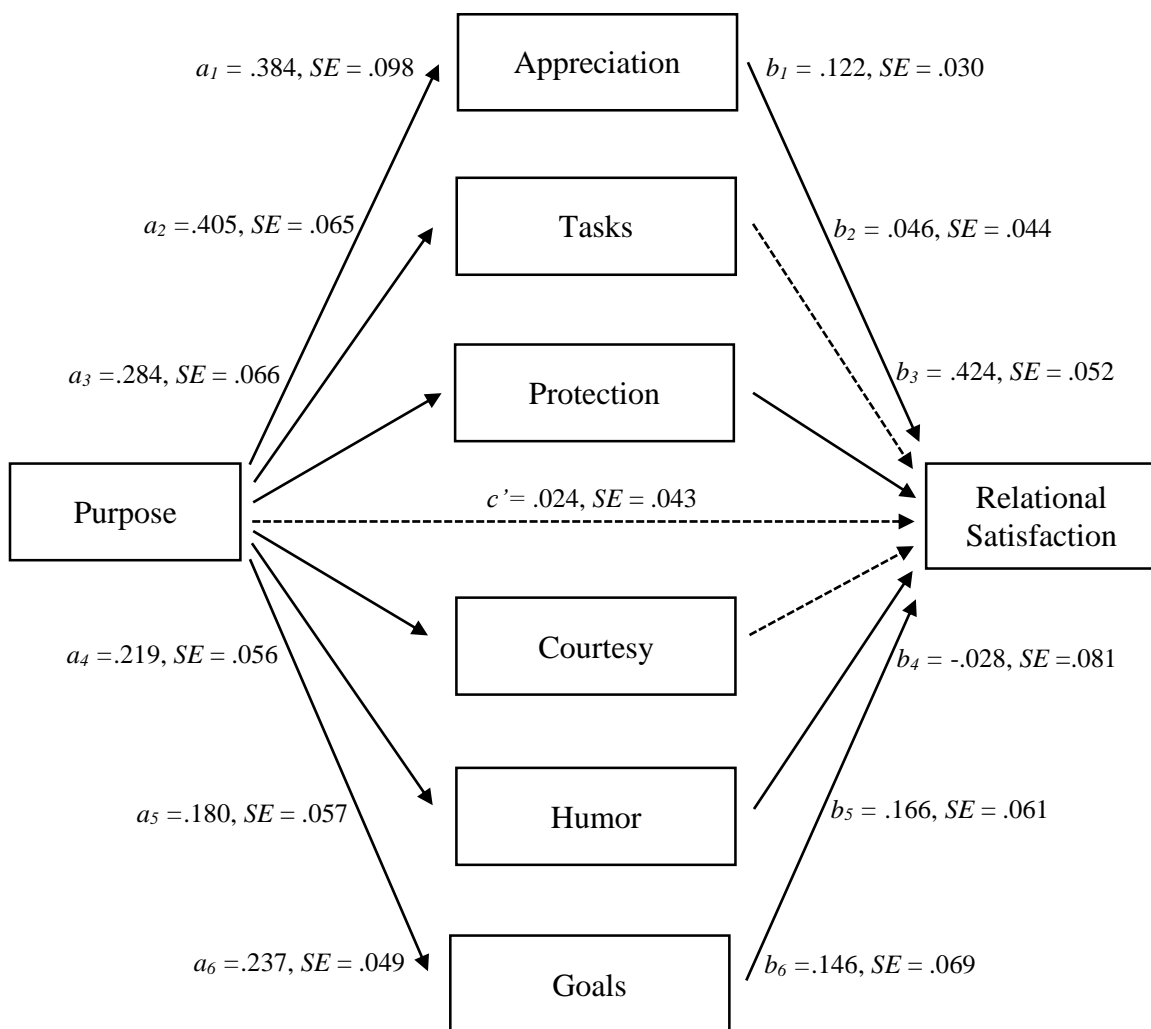 Appreciation
a1 = .384, SE = .098
b1 = .122, SE = .030
Tasks
a2 =.405, SE = .065
b2 = .046, SE = .044
Protection
a3 =.284, SE = .066
b3 = .424, SE = .052
Purpose
c’= .024, SE = .043
Relational
Satisfaction
Courtesy
a4 =.219, SE = .056
b4 = -.028, SE =.081
Humor
a5 =.180, SE = .057
b5 = .166, SE = .061
a6 =.237, SE = .049
b6 =.146, SE = .069
Goals